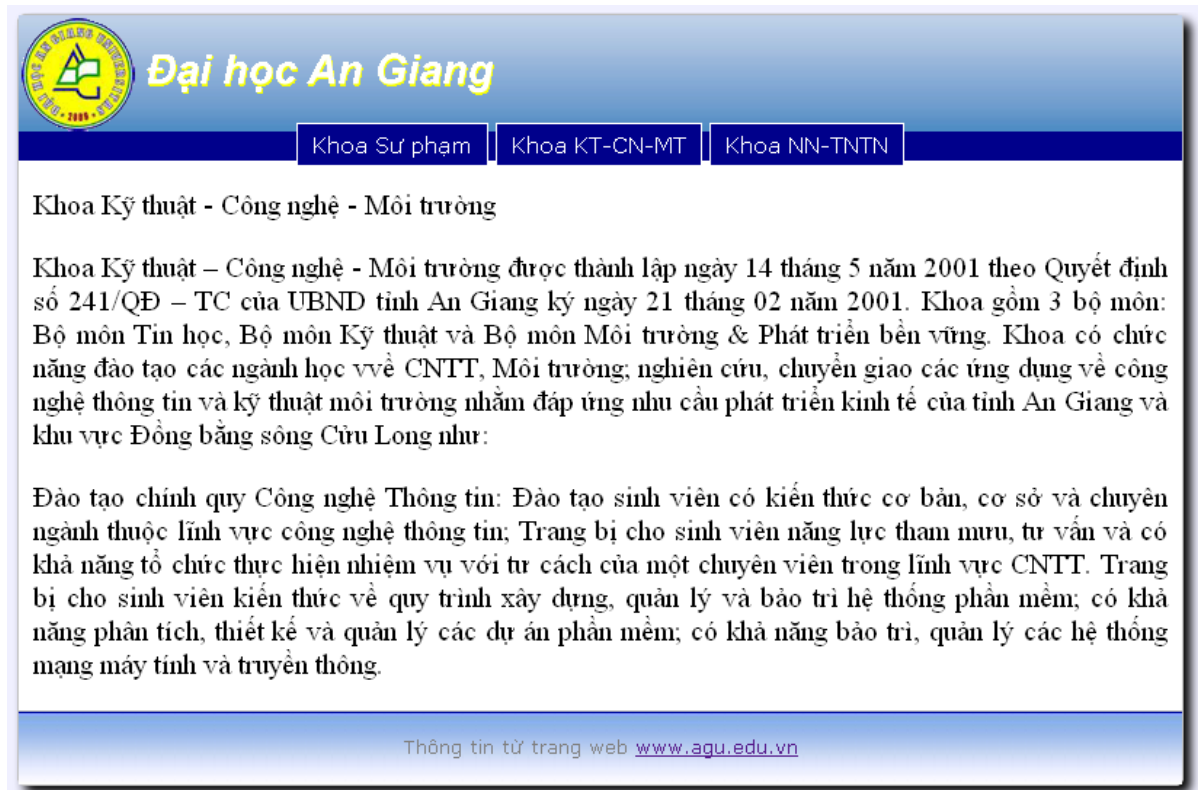 Đại học An Giang
Khoa Sư phạm Khoa KT-CN-MT Khoa NN-TNTN
Khoa Kỹ thuật - Công nghệ - Môi trường
Khoa Kỹ thuật – Công nghệ - Môi trường được thành lập ngày 14 tháng 5 năm 2001 theo Quyết định
số 241/QĐ – TC của UBND tỉnh An Giang ký ngày 21 tháng 02 năm 2001. Khoa gồm 3 bộ môn:
Bộ môn Tin học, Bộ môn Kỹ thuật và Bộ môn Môi trường & Phát triển bền vững. Khoa có chức
năng đào tạo các ngành học vvề CNTT, Môi trường; nghiên cứu, chuyển giao các ứng dụng về công
nghệ thông tin và kỹ thuật môi trường nhằm đáp ứng nhu cầu phát triển kinh tế của tỉnh An Giang và
khu vực Đồng bằng sông Cửu Long như:
Đào tạo chính quy Công nghệ Thông tin: Đào tạo sinh viên có kiến thức cơ bản, cơ sở và chuyên
ngành thuộc lĩnh vực công nghệ thông tin; Trang bị cho sinh viên năng lực tham mưu, tư vấn và có
khả năng tổ chức thực hiện nhiệm vụ với tư cách của một chuyên viên trong lĩnh vực CNTT. Trang
bị cho sinh viên kiến thức về quy trình xây dựng, quản lý và bảo trì hệ thống phần mềm; có khả
năng phân tích, thiết kế và quản lý các dự án phần mềm; có khả năng bảo trì, quản lý các hệ thống
mạng máy tính và truyền thông.
Thông tin từ trang web www.agu.edu.vn